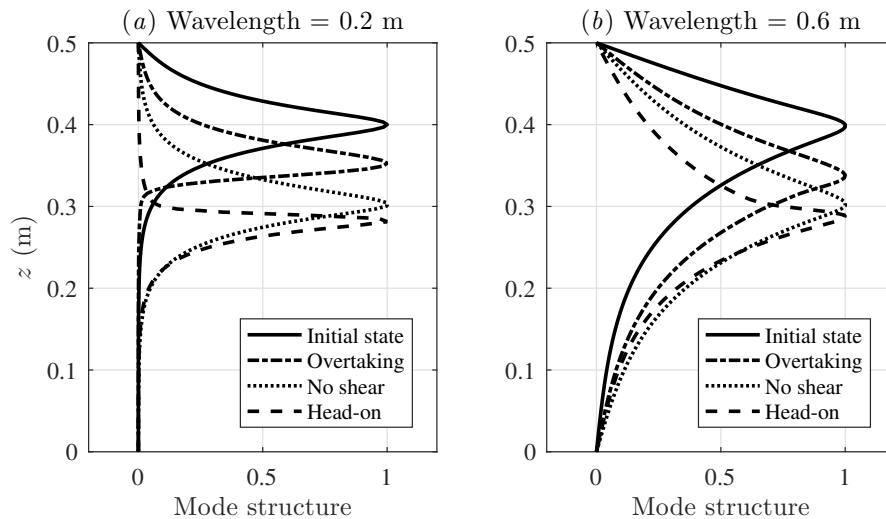 (a) Wavelength = 0.2 m
0.5
0.4
0.3
0.2
0.1
0
z (m)
0
0.5
1
Mode structure
Initial state
Overtaking
No shear
Head-on
(b) Wavelength = 0.6 m
0.5
0.4
0.3
0.2
0.1
0
0
0.5
1
Mode structure
Initial state
Overtaking
No shear
Head-on